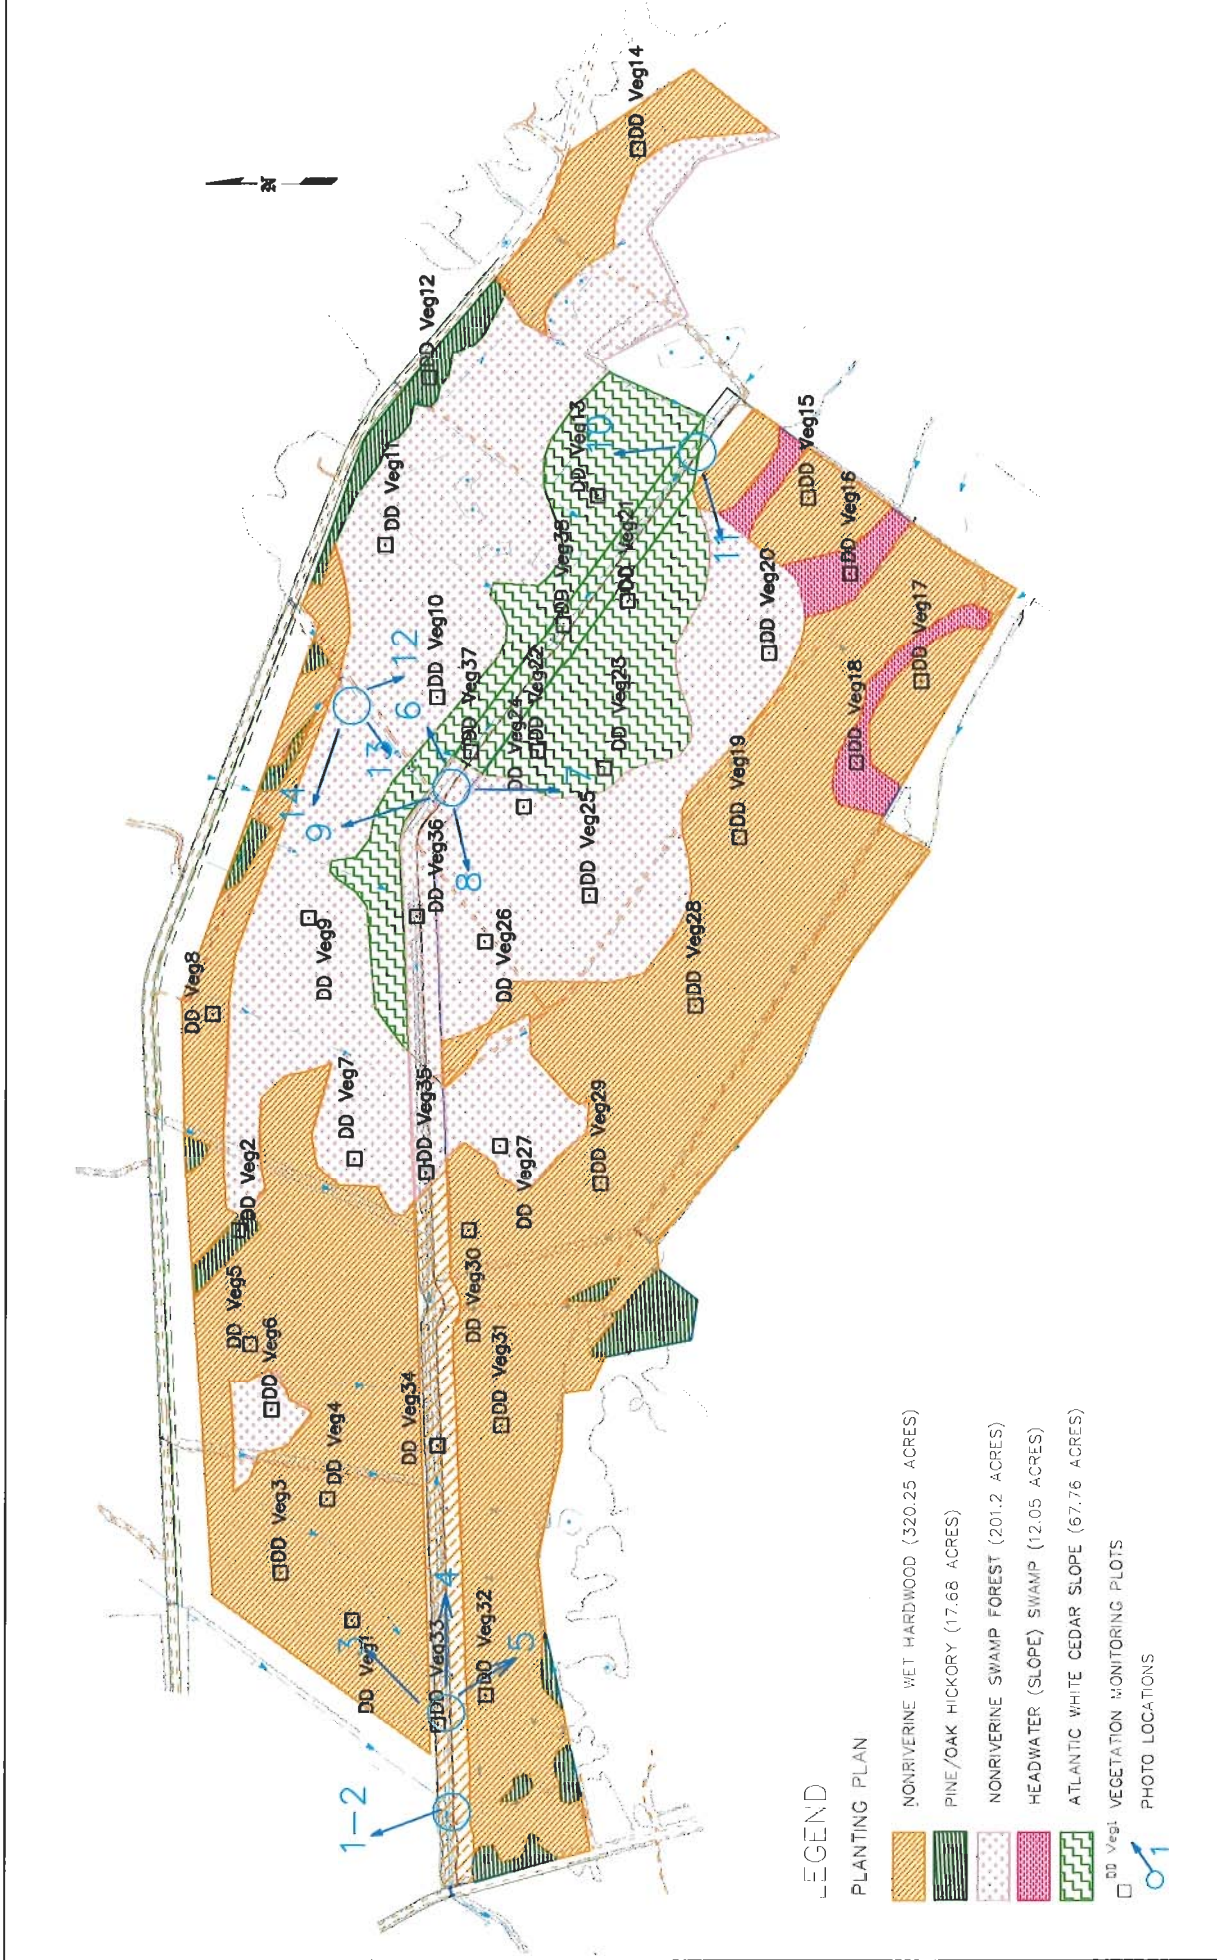 N
DD Veg14
DD Veg12
DD Veg11
DD Veg13
10
DD Veg15
DD Veg16
DD Veg38
DD Veg21
11
DD Veg20
DD Veg17
DD Veg10
12
DD Veg37
6
DD Veg22
DD Veg24
DD Veg23
DD Veg18
13
14
9
7
DD Veg19
DD Veg25
DD Veg36
8
DD Veg9
DD Veg26
DD Veg28
DD Veg8
DD Veg7
DD Veg35
DD Veg29
DD Veg27
DD Veg2
DD Veg5
DD Veg6
DD Veg30
DD Veg31
DD Veg34
DD Veg4
DD Veg3
4
DD Veg33
DD Veg32
3
DD Veg1
5
1-2
LEGEND
PLANTING PLAN
NONRIVERINE WET HARDWOOD (320.25 ACRES)
PINE/OAK HICKORY (17.68 ACRES)
NONRIVERINE SWAMP FOREST (201.2 ACRES)
HEADWATER (SLOPE) SWAMP (12.05 ACRES)
ATLANTIC WHITE CEDAR SLOPE (67.76 ACRES)
DD Veg1 VEGETATION MONITORING PLOTS
1 PHOTO LOCATIONS